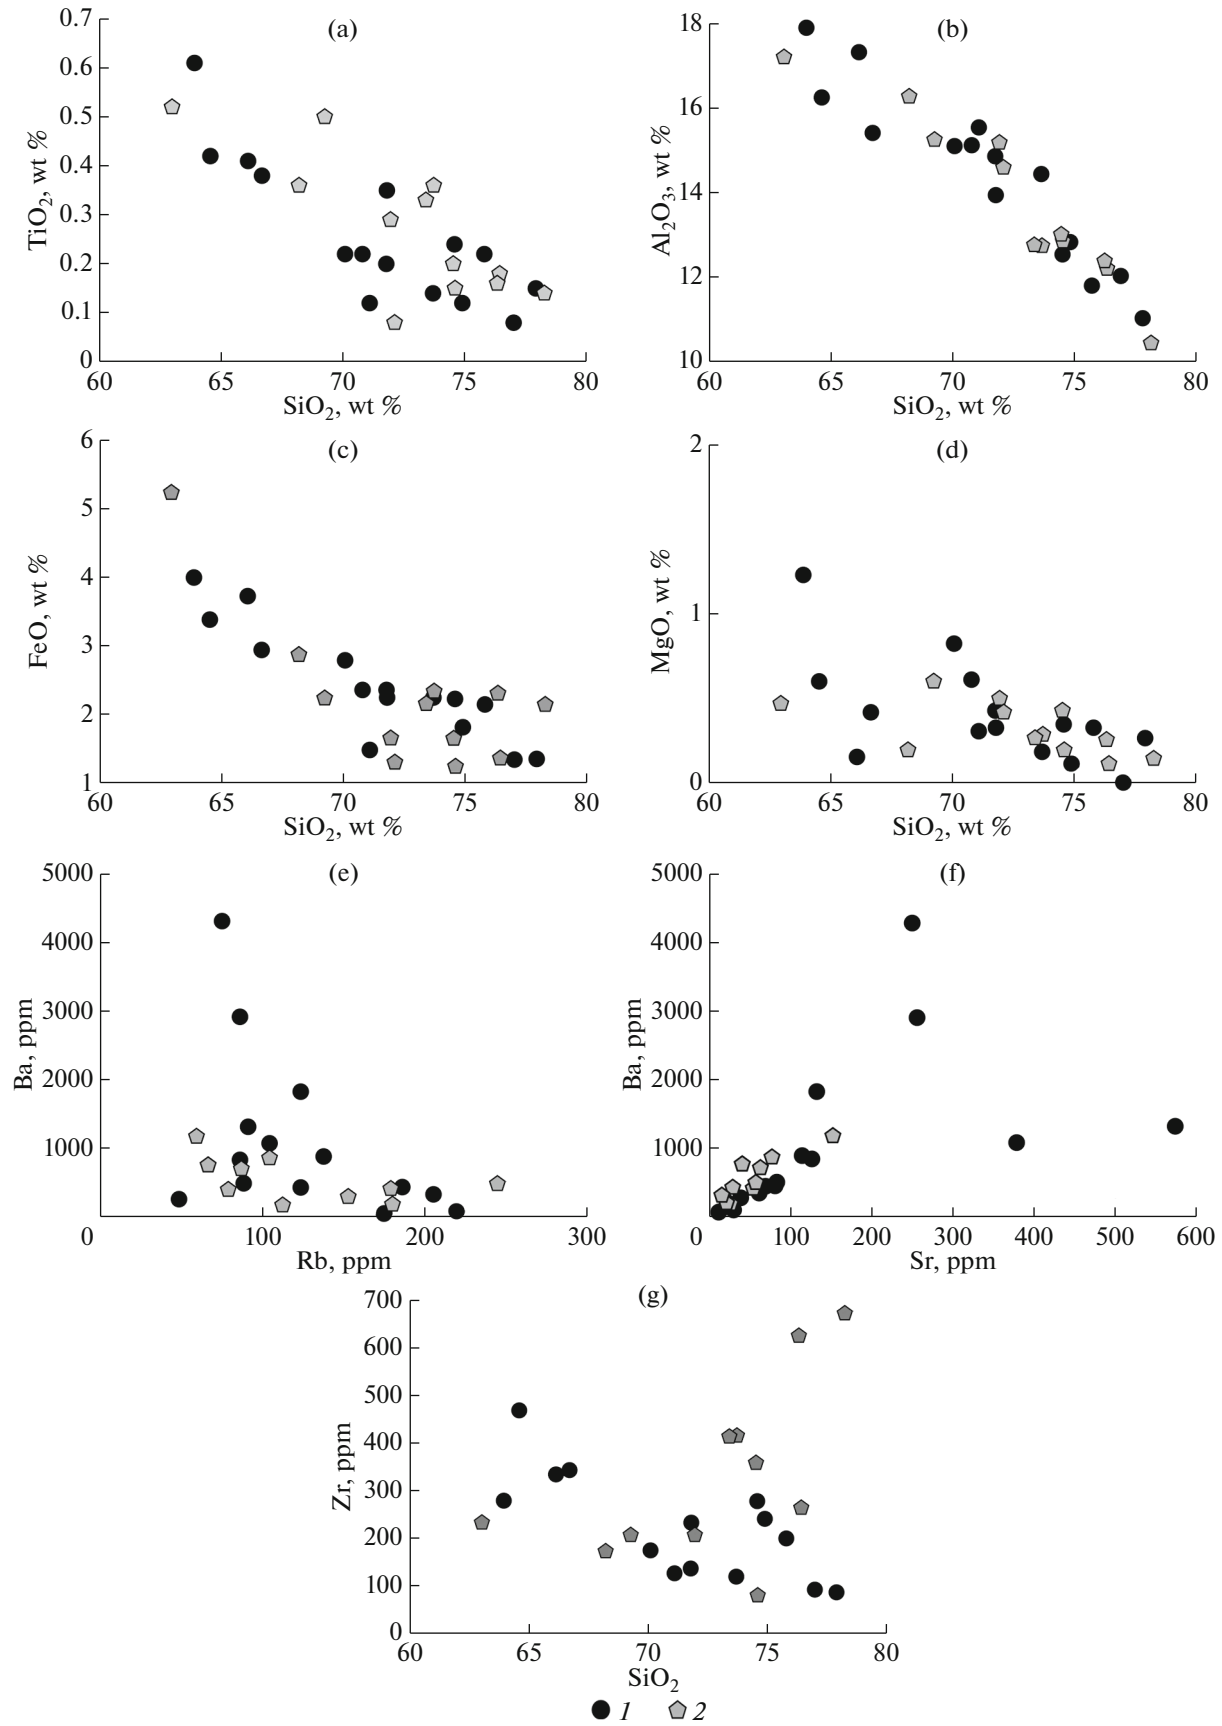 (a)
0.7
0.6
0.5
0.4
0.3
0.2
0.1
0
TiO2, wt %
60 65 70 75 80
SiO2, wt %
(b)
18
16
14
12
10
Al2O3, wt %
60 65 70 75 80
SiO2, wt %
(c)
6
5
4
3
2
1
FeO, wt %
60 65 70 75 80
SiO2, wt %
(d)
2
1
0
MgO, wt %
60 65 70 75 80
SiO2, wt %
(e)
5000
4000
3000
2000
1000
Ba, ppm
0 100 200 300
Rb, ppm
(f)
5000
4000
3000
2000
1000
Ba, ppm
0 100 200 300 400 500 600
Sr, ppm
(g)
700
600
500
400
300
200
100
0
Zr, ppm
60 65 70 75 80
SiO2
1 2